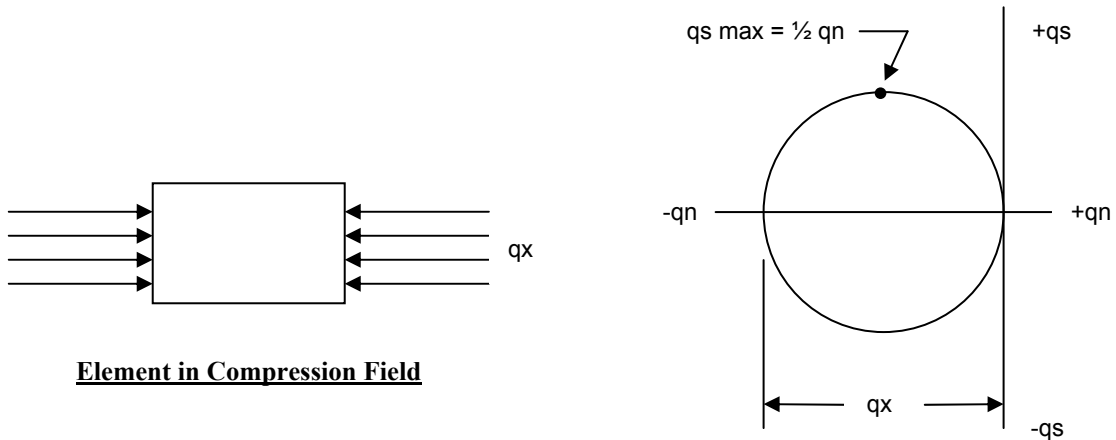 qs max = ½ qn
+qs
-qn
+qn
qx
Element in Compression Field
qx
-qs